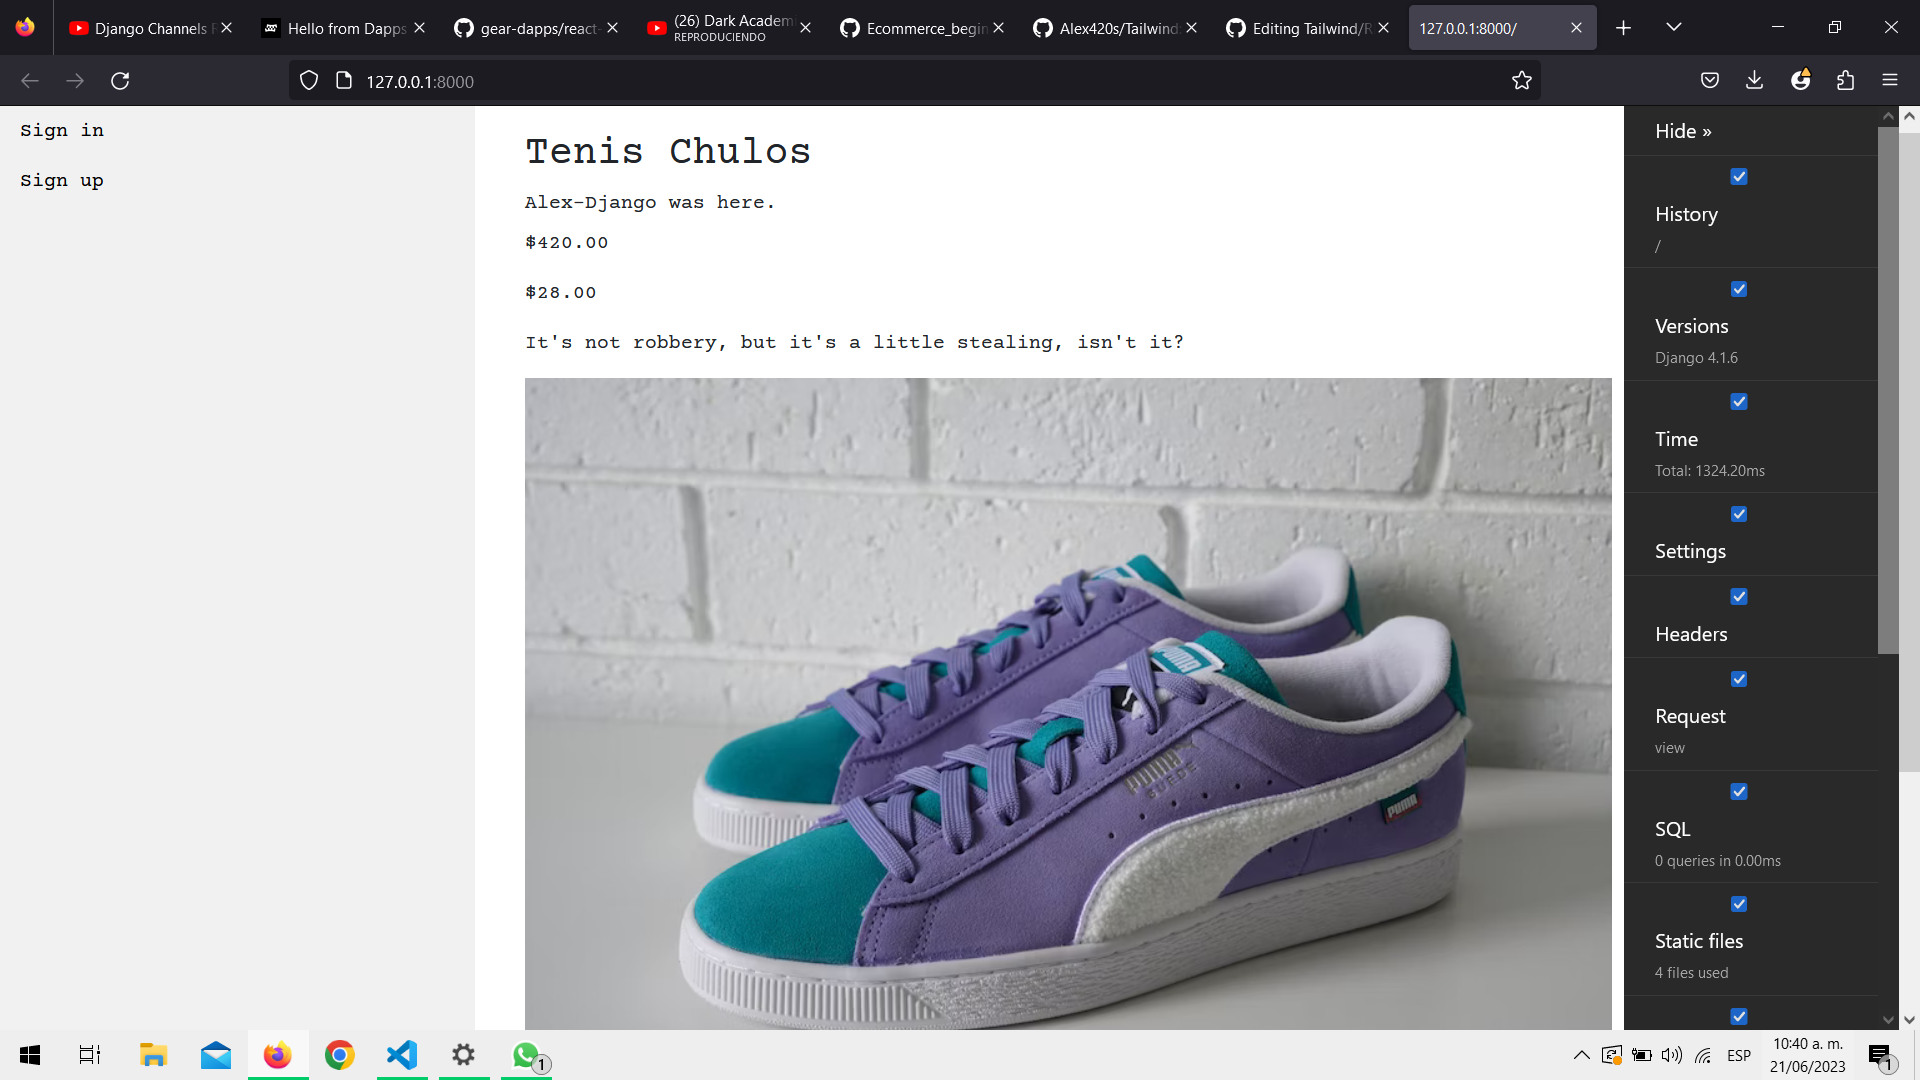 Django Channels
Hello from Dapps
gear-dapps/react-
(26) Dark Academi
REPRODUCIENDO
Ecommerce_begin
Alex420s/Tailwind
Editing Tailwind/R
127.0.0.1:8000/
127.0.0.1:8000
Sign in
Sign up
Tenis Chulos
Alex-Django was here.
$420.00
$28.00
It's not robbery, but it's a little stealing, isn't it?
PUMA
PUMA
SUEDE
PUMA
Hide »
History
/
Versions
Django 4.1.6
Time
Total: 1324.20ms
Settings
Headers
Request
view
SQL
0 queries in 0.00ms
Static files
4 files used
1
ESP
10:40 a. m.
21/06/2023
1